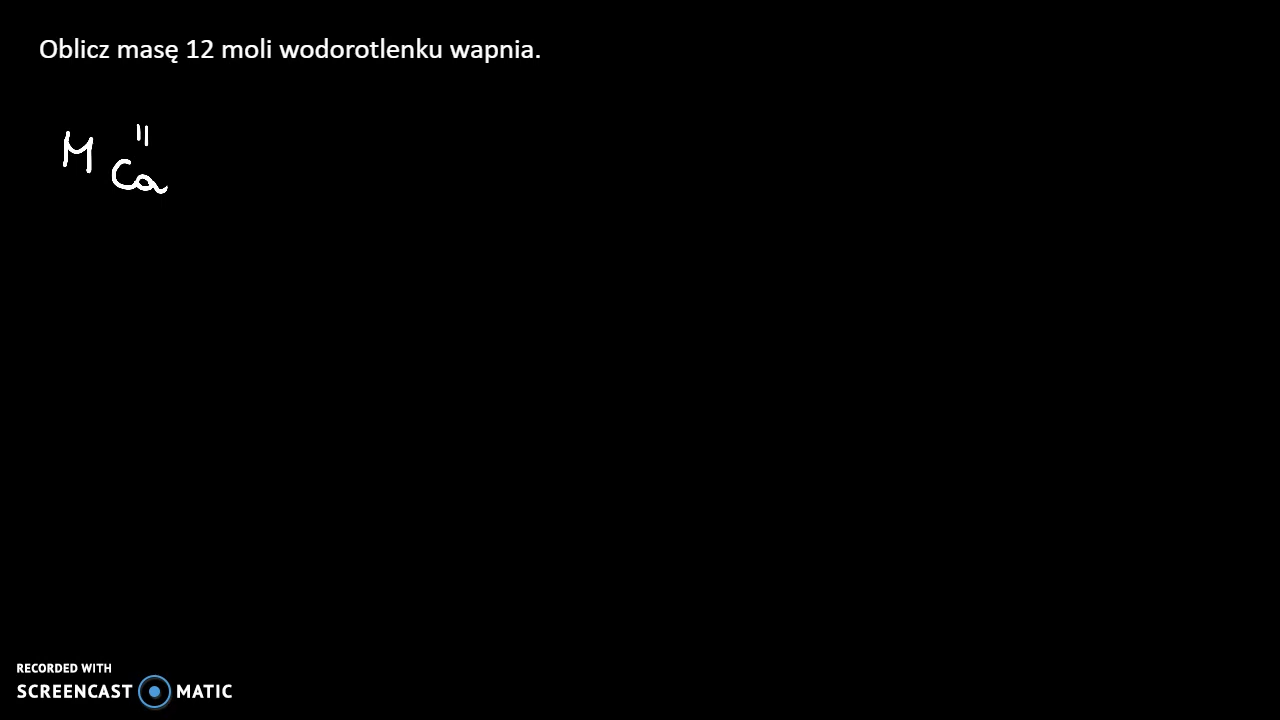 Oblicz masę 12 moli wodorotlenku wapnia.
II
M Ca
RECORDED WITH
SCREENCAST MATIC